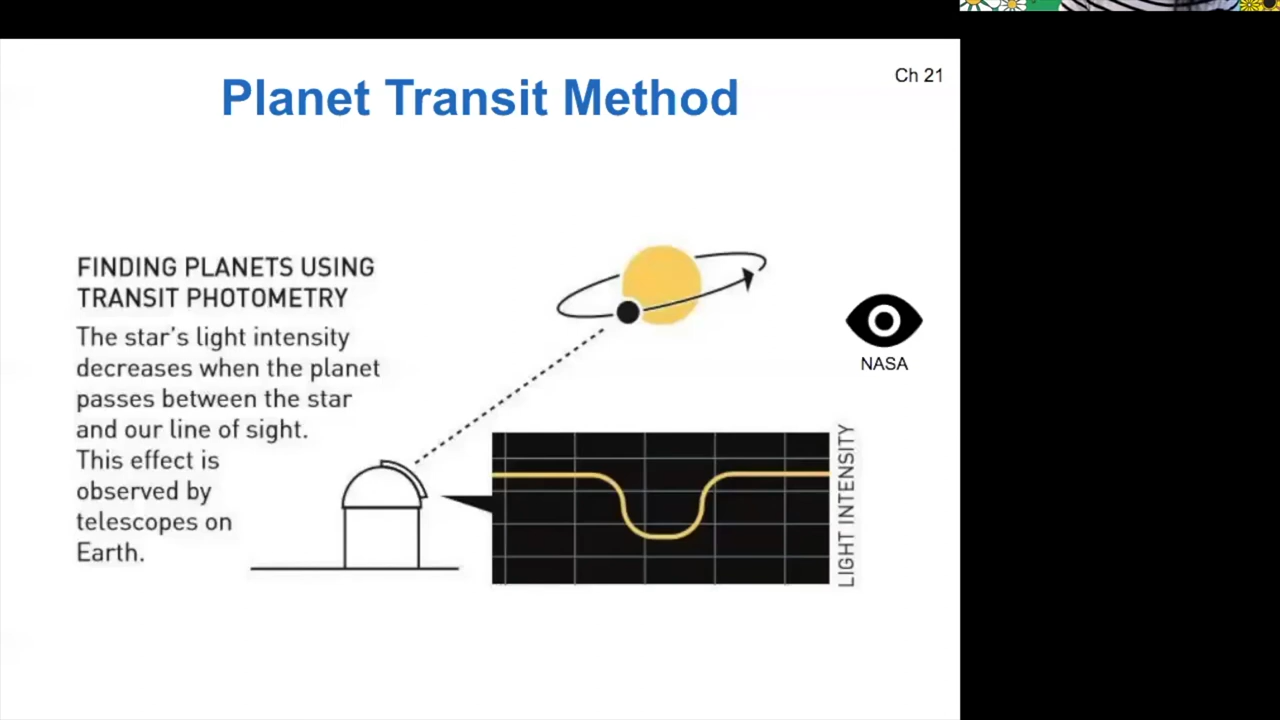 Planet Transit Method
Ch 21
FINDING PLANETS USING
TRANSIT PHOTOMETRY
The star's light intensity
decreases when the planet
passes between the star
and our line of sight.
This effect is
observed by
telescopes on
Earth.
NASA
LIGHT INTENSITY